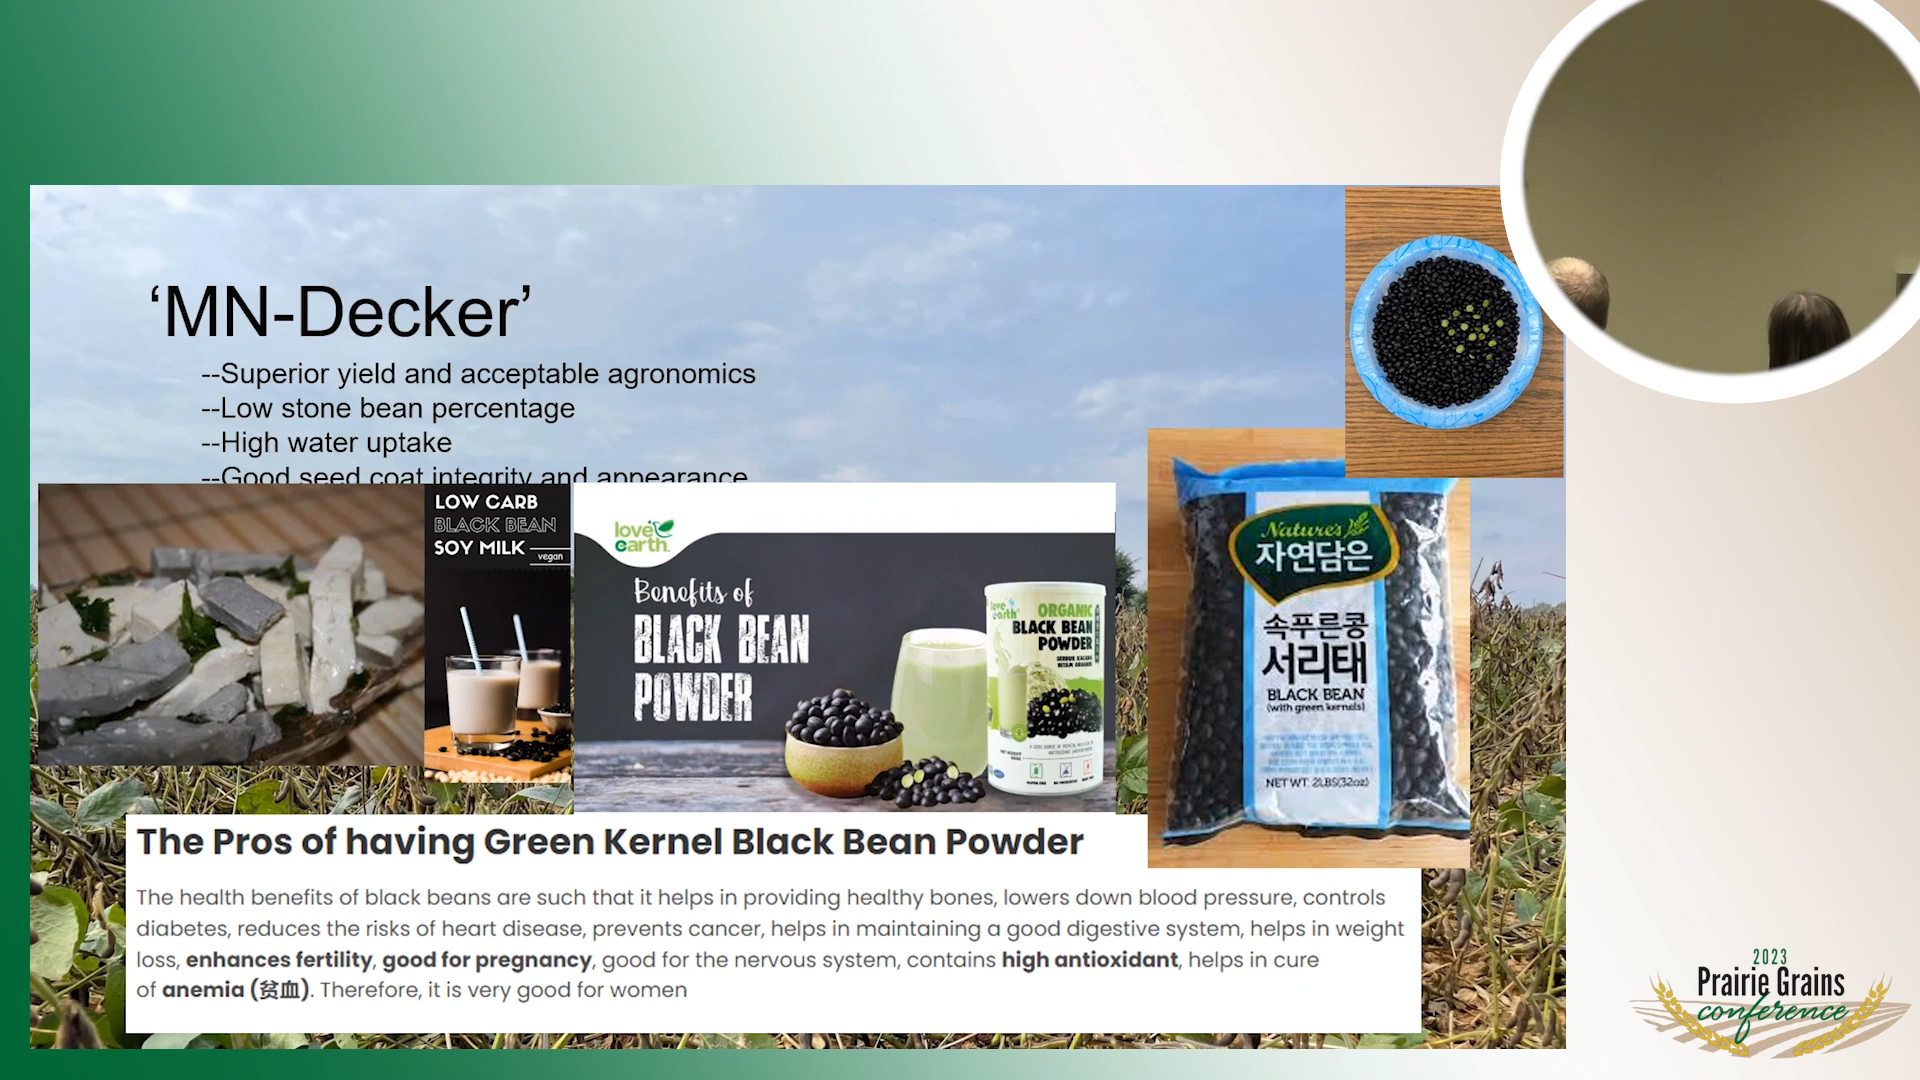 ‘MN-Decker’
--Superior yield and acceptable agronomics
--Low stone bean percentage
--High water uptake
--Good seed coat integrity and appearance
LOW CARB
BLACK BEAN
SOY MILK
vegan
love
earth
Benefits of
BLACK BEAN
POWDER
love
earth
ORGANIC
BLACK BEAN
POWDER
SERBUK KACANG
HITAM ORGANIK
Nature's
자연담은
속푸른콩
서리태
BLACK BEAN
(with green kernels)
NET WT. 2LBS(32oz)
The Pros of having Green Kernel Black Bean Powder
The health benefits of black beans are such that it helps in providing healthy bones, lowers down blood pressure, controls
diabetes, reduces the risks of heart disease, prevents cancer, helps in maintaining a good digestive system, helps in weight
loss, enhances fertility, good for pregnancy, good for the nervous system, contains high antioxidant, helps in cure
of anemia (贫血). Therefore, it is very good for women
2023
Prairie Grains
conference